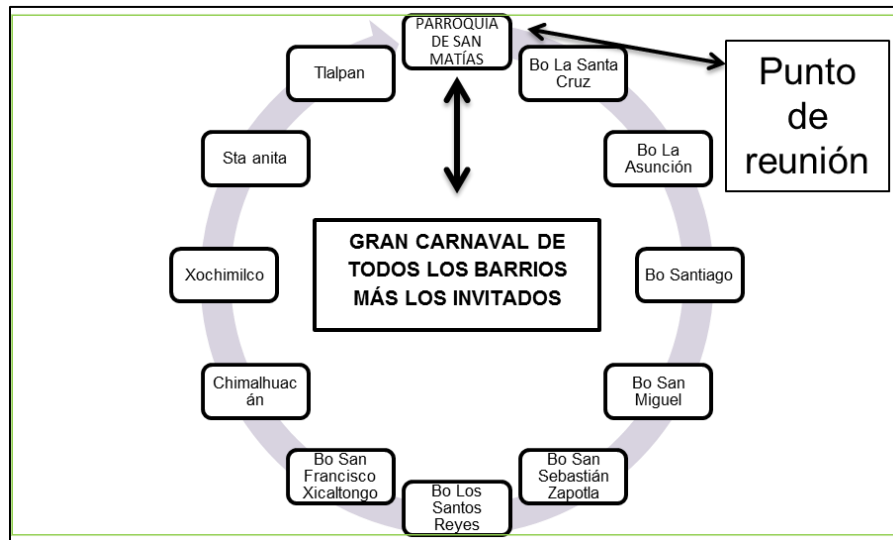 PARROQUIA
DE SAN
MATÍAS
Bo La Santa
Cruz
Punto
de
reunión
Bo La
Asunción
Bo Santiago
Bo San
Miguel
Bo San
Sebastián
Zapotla
Bo Los
Santos
Reyes
Bo San
Francisco
Xicaltongo
Chimalhuac
án
Xochimilco
Sta anita
Tlalpan
GRAN CARNAVAL DE
TODOS LOS BARRIOS
MÁS LOS INVITADOS